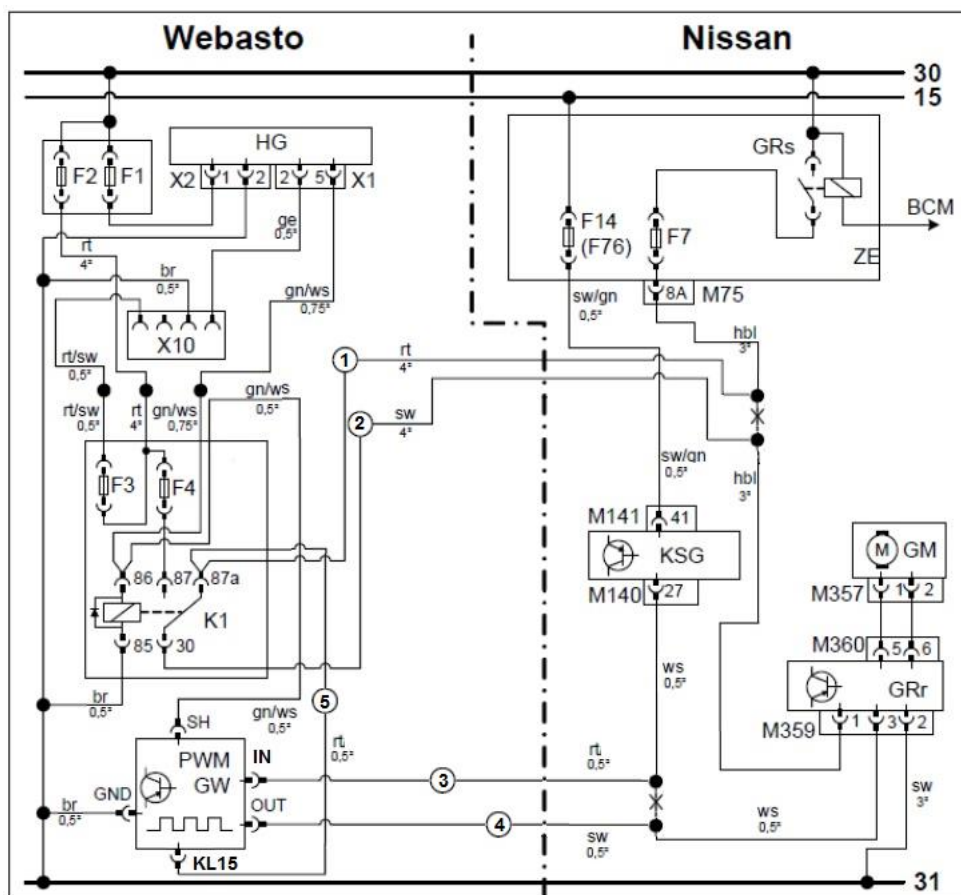 Webasto Nissan
30
15
HG
GRs
F2 F1
X2 1 2 2 5 X1
BCM
F14
(F76)
F7
ZE
ge
0,5²
rt
4²
br
0,5²
gn/ws
0,75²
sw/gn
0,5²
8A M75
X10
hbl
3²
rt/sw
0,5²
gn/ws
0,5²
1
rt
4²
2
sw
4²
rt/sw
0,5²
rt
4²
gn/ws
0,75²
sw/gn
0,5²
hbl
3²
F3
F4
M141 41
KSG
M140 27
M GM
M357 1 2
86 87 87a
K1
85 30
M360 5 6
GRr
M359 1 3 2
ws
0,5²
br
0,5²
SH
gn/ws
0,5²
5
rt
0,5²
PWM
GW
IN
3
rt
0,5²
GND
OUT
br
0,5²
4
sw
0,5²
ws
0,5²
sw
3²
KL15
31